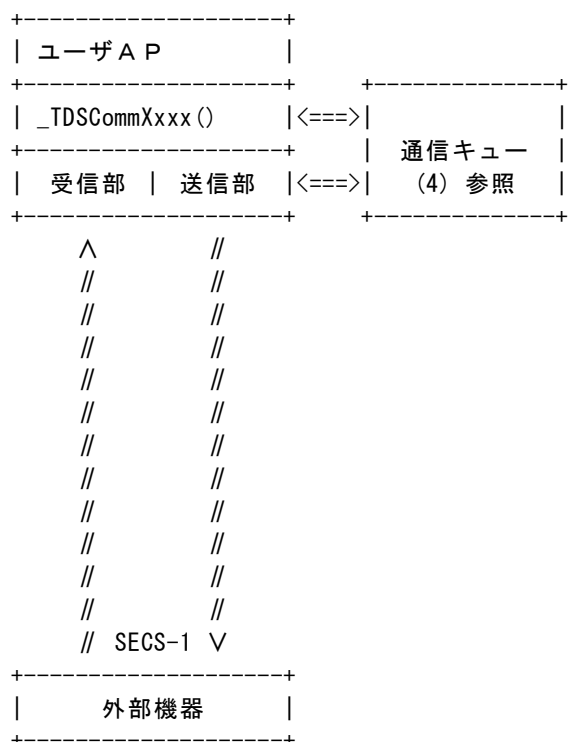 +--------------------+
| ユーザＡＰ |
+--------------------+ +---------------+
| _TDSCommXxxx() |<===>| |
+--------------------+ | 通信キュー |
| 受信部 | 送信部 |<===>| (4) 参照 |
+--------------------+ +---------------+
∧ //
// //
// //
// //
// //
// //
// //
// //
// //
// //
// //
// //
// SECS-1 ∨
+--------------------+
| 外部機器 |
+--------------------+